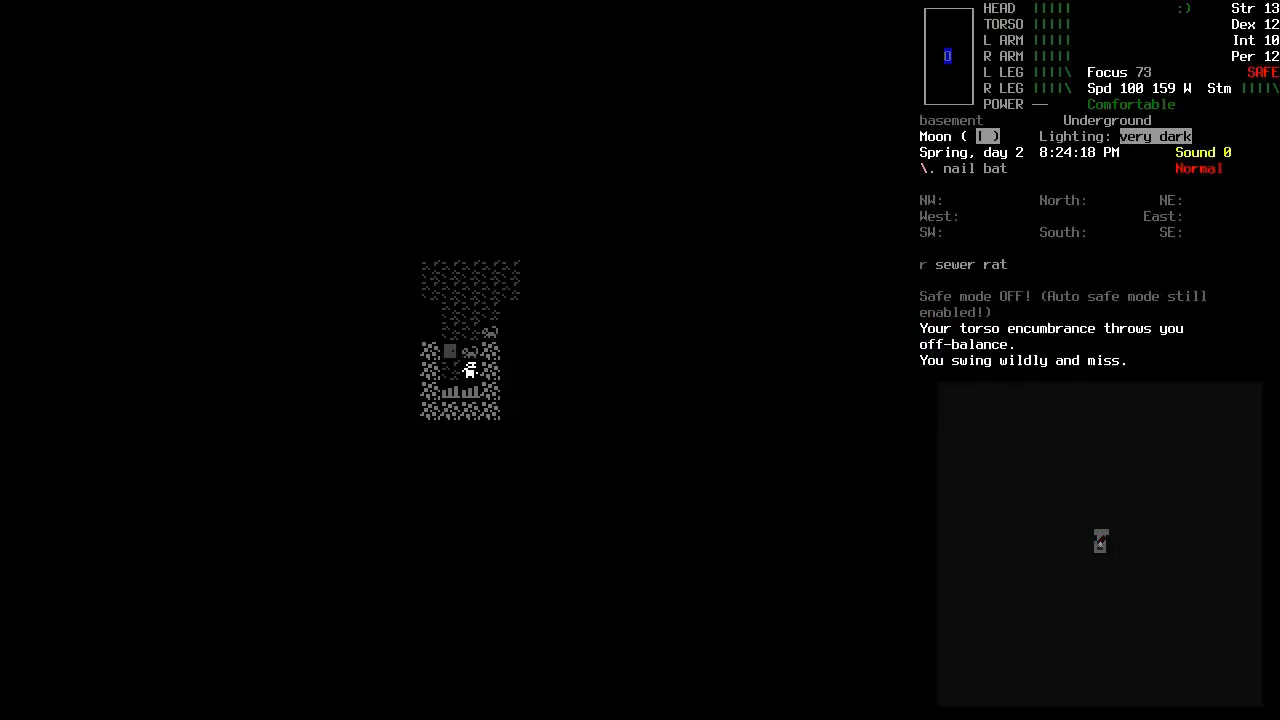 HEAD ||||| :) Str 13
TORSO ||||| Dex 12
L ARM ||||| Int 10
R ARM ||||| Per 12
L LEG ||||\ Focus 73 SAFE
R LEG ||||\ Spd 100 159 W Stm ||||\
POWER —— Comfortable
basement Underground
Moon ( | ) Lighting: very dark
Spring, day 2 8:24:18 PM Sound 0
\. nail bat Normal
NW: North: NE:
West: East:
SW: South: SE:
r sewer rat
Safe mode OFF! (Auto safe mode still
enabled!)
Your torso encumbrance throws you
off-balance.
You swing wildly and miss.